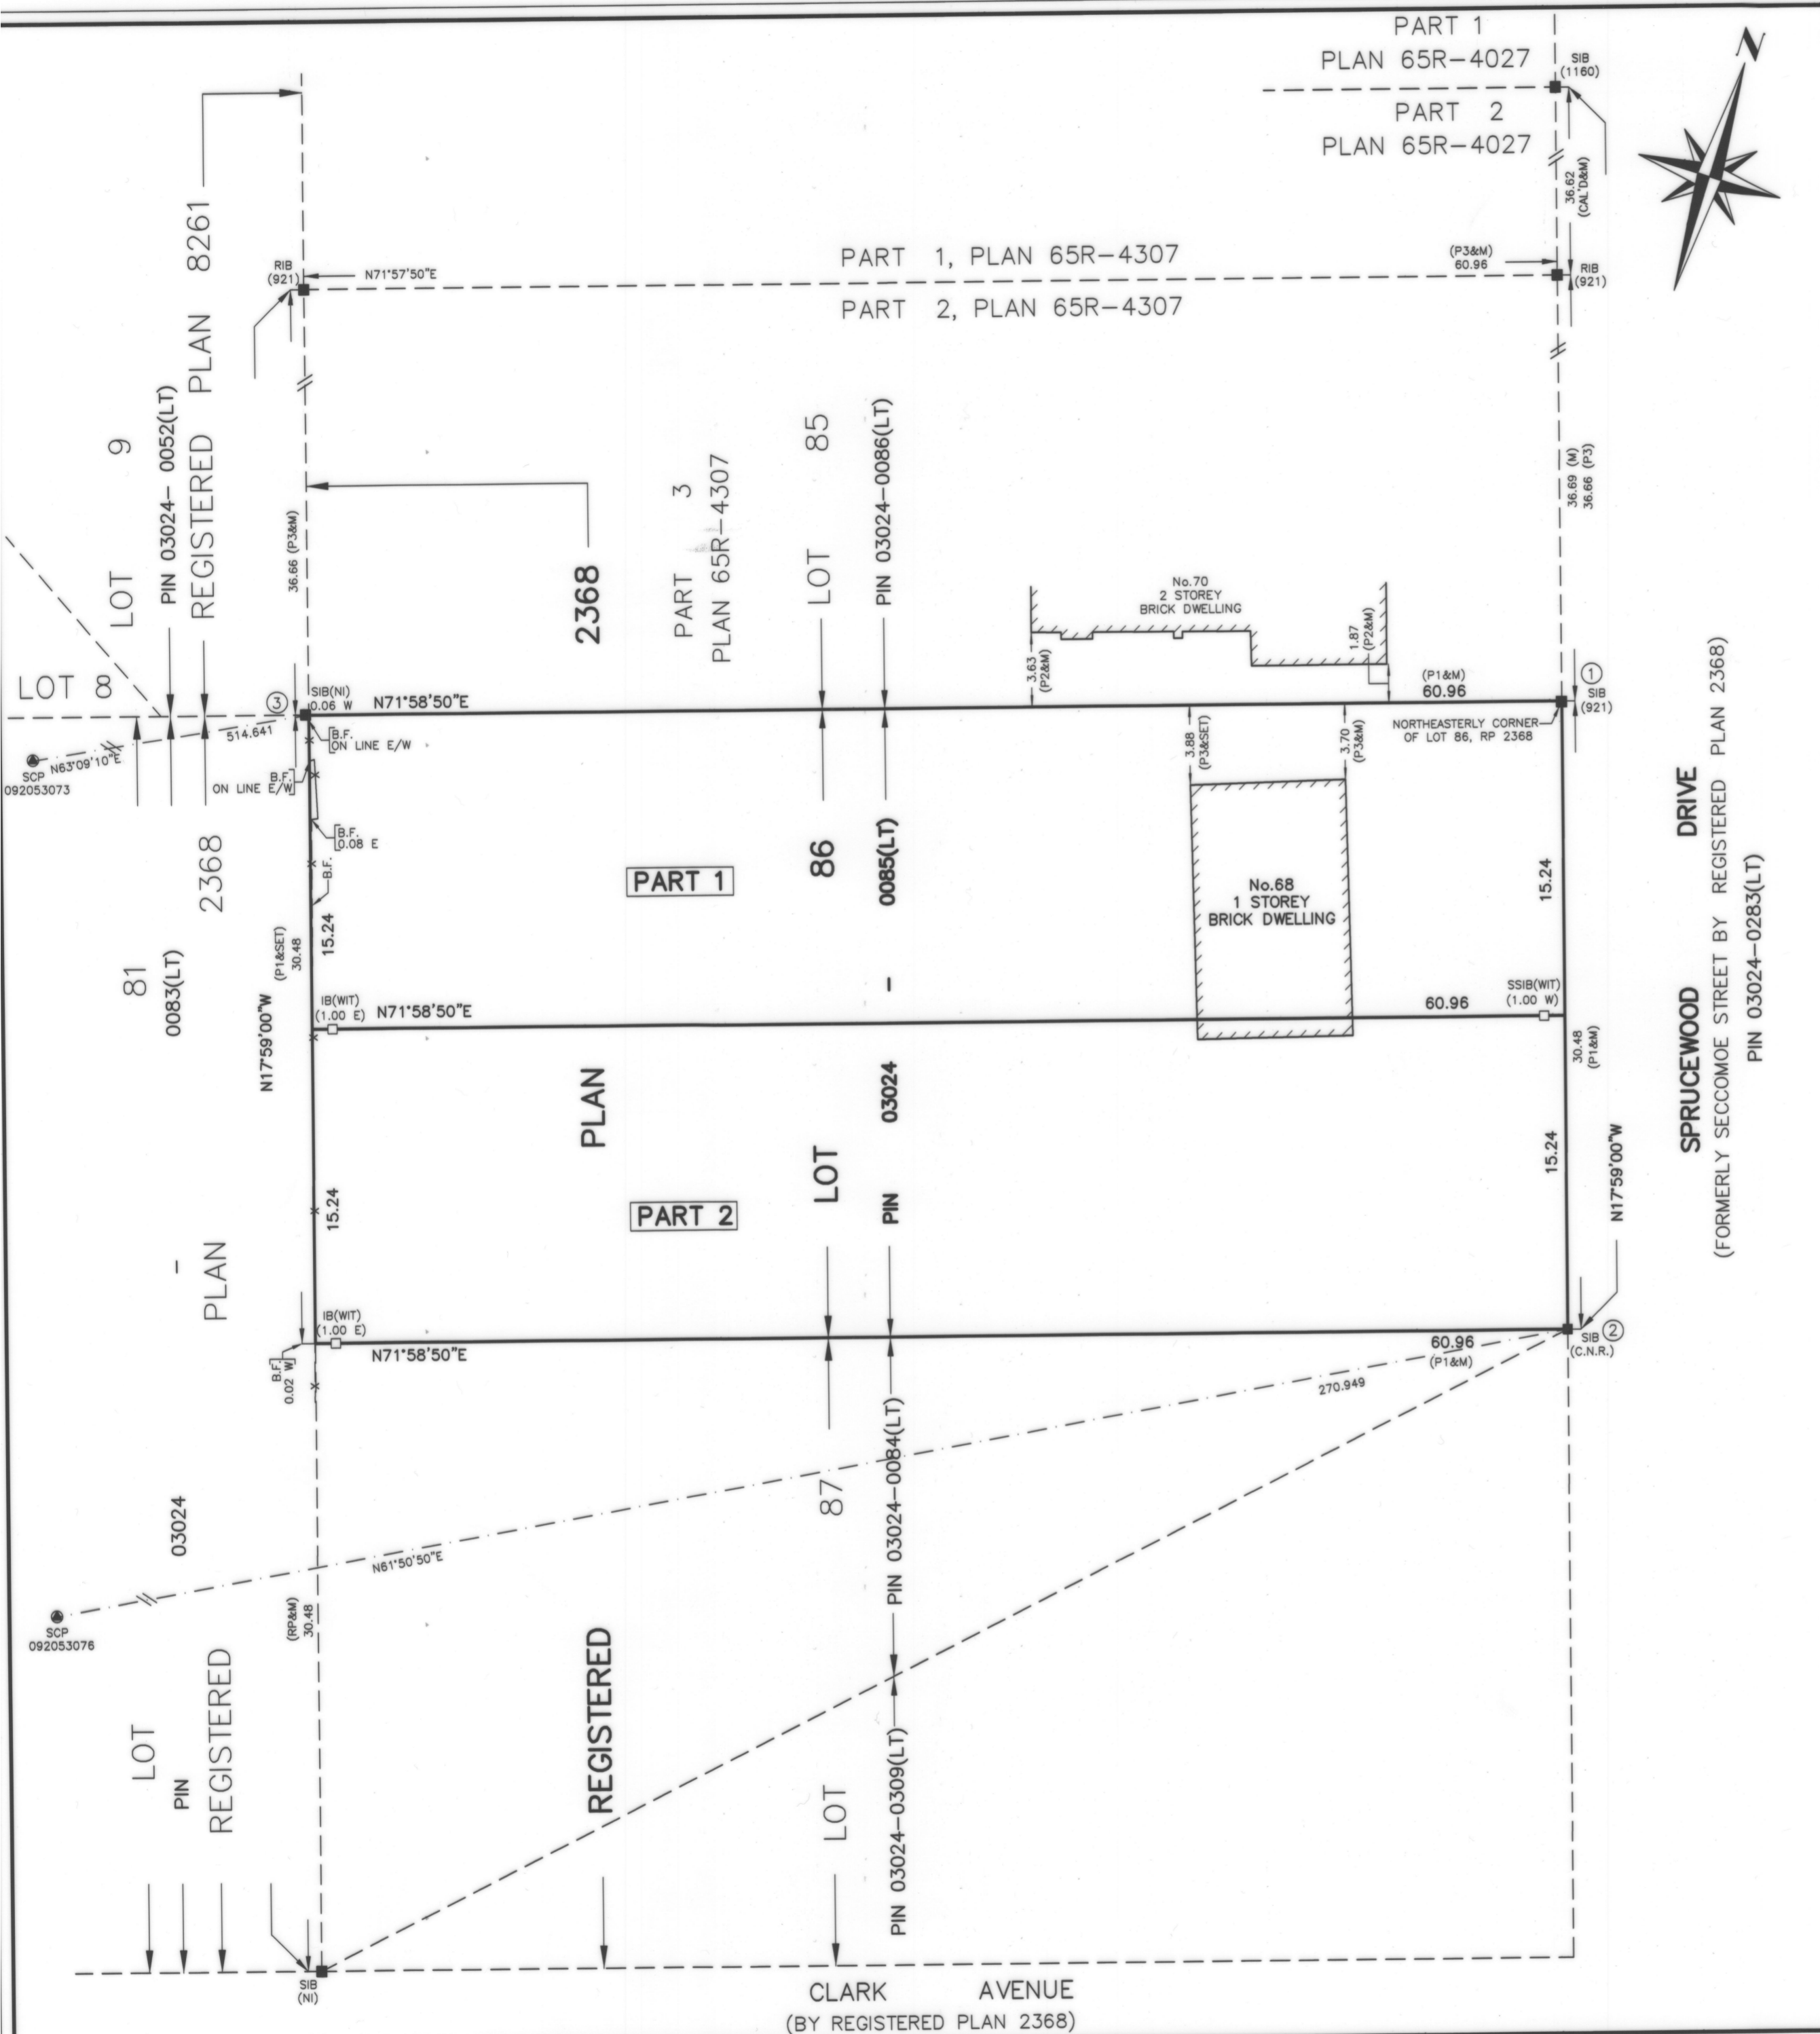 PART 1
PLAN 65R-4027
SIB
(1160)
N
PART 2
PLAN 65R-4027
36.62
(CAL'D&M)
REGISTERED PLAN 8261
RIB
(921)
N71°57'50"E
PART 1, PLAN 65R-4307
(P3&M)
60.96
RIB
(921)
PART 2, PLAN 65R-4307
LOT 9
PIN 03024- 0052(LT)
36.66 (P3&M)
PART 3
PLAN 65R-4307
LOT 85
PIN 03024-0086(LT)
36.69 (M)
36.66 (P3)
No.70
2 STOREY
BRICK DWELLING
3.63
(P2&M)
1.87
(P2&M)
LOT 8
3
SIB(NI)
0.06 W
N71°58'50"E
(P1&M)
60.96
1
SIB
(921)
514.641
N63°09'10"E
SCP
092053073
B.F.
ON LINE E/W
B.F.
ON LINE E/W
B.F.
0.08 E
B.F.
3.88
(P3&SET)
3.70
(P3&M)
NORTHEASTERLY CORNER
OF LOT 86, RP 2368
PART 1
No.68
1 STOREY
BRICK DWELLING
15.24
15.24
(P1&SET)
30.48
N17°59'00"W
IB(WIT)
(1.00 E)
N71°58'50"E
60.96
SSIB(WIT)
(1.00 W)
30.48
(P1&M)
LOT 86
PIN 03024 - 0085(LT)
REGISTERED PLAN 2368
SPRUCEWOOD DRIVE
(FORMERLY SECCOMOE STREET BY REGISTERED PLAN 2368)
PIN 03024-0283(LT)
PART 2
15.24
15.24
N17°59'00"W
IB(WIT)
(1.00 E)
N71°58'50"E
B.F.
0.02 W
60.96
(P1&M)
2
SIB
(C.N.R.)
270.949
N61°50'50"E
SCP
092053076
(RP&M)
30.48
LOT 81
PIN 03024 - 0083(LT)
REGISTERED PLAN 2368
LOT 87
PIN 03024-0084(LT)
PIN 03024-0309(LT)
SIB
(NI)
CLARK AVENUE
(BY REGISTERED PLAN 2368)